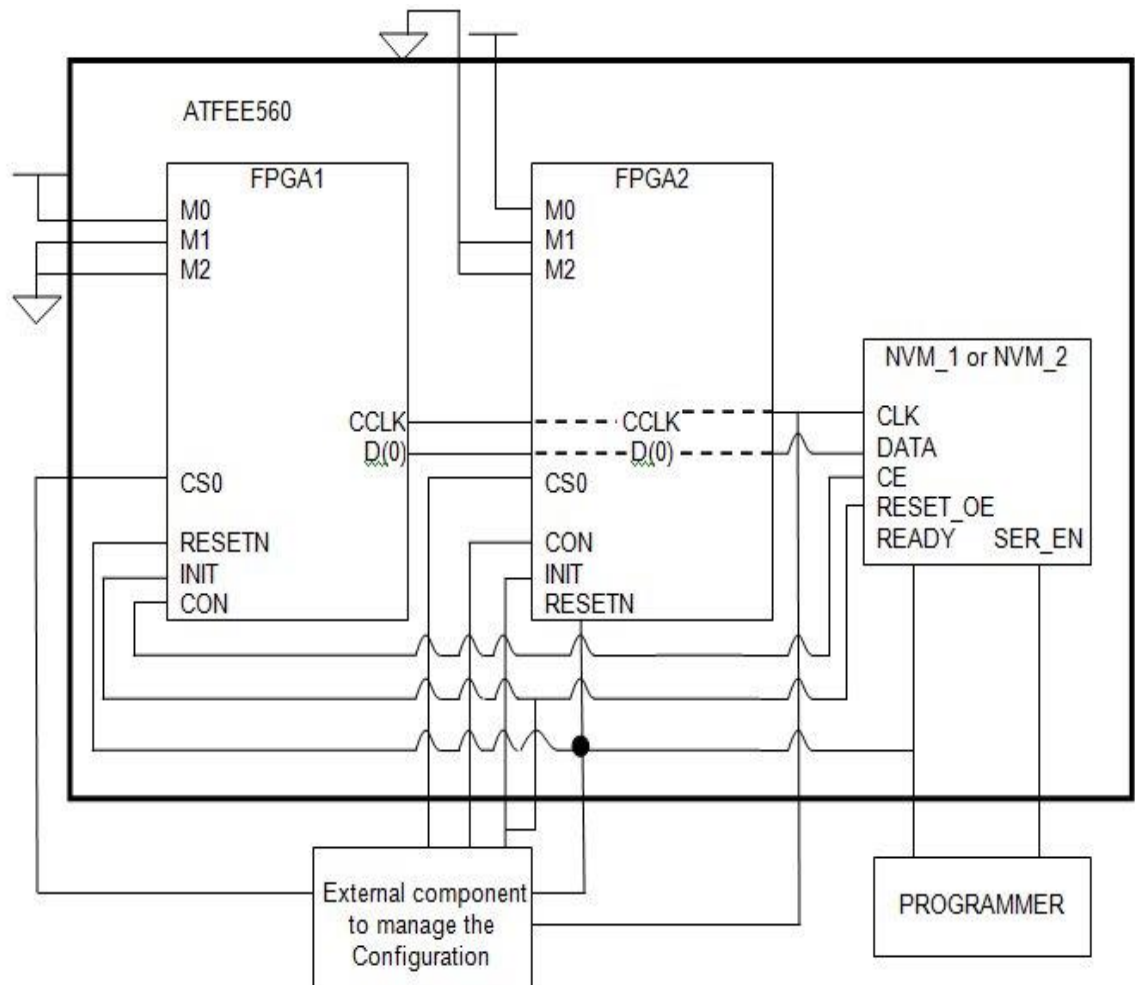 ATFEE560
FPGA1
M0
M1
M2
CCLK
D(0)
CS0
RESETN
INIT
CON
FPGA2
M0
M1
M2
CCLK
D(0)
CS0
CON
INIT
RESETN
NVM_1 or NVM_2
CLK
DATA
CE
RESET_OE
READY SER_EN
External component
to manage the
Configuration
PROGRAMMER